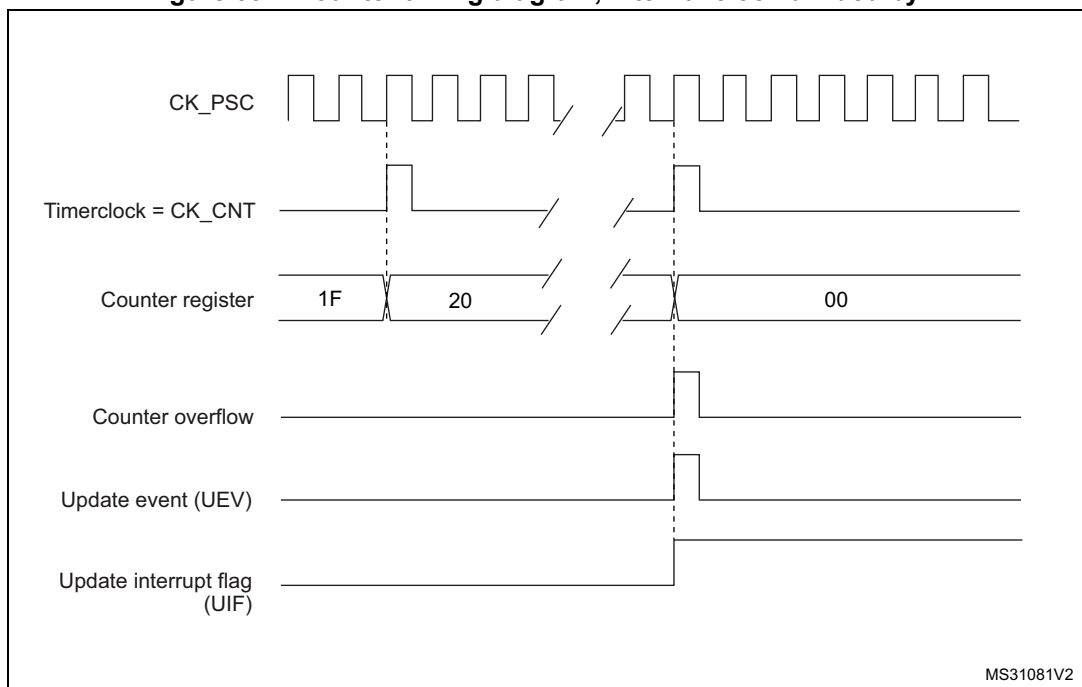 CK_PSC
Timerclock = CK_CNT
Counter register
1F
20
00
Counter overflow
Update event (UEV)
Update interrupt flag
(UIF)
MS31081V2